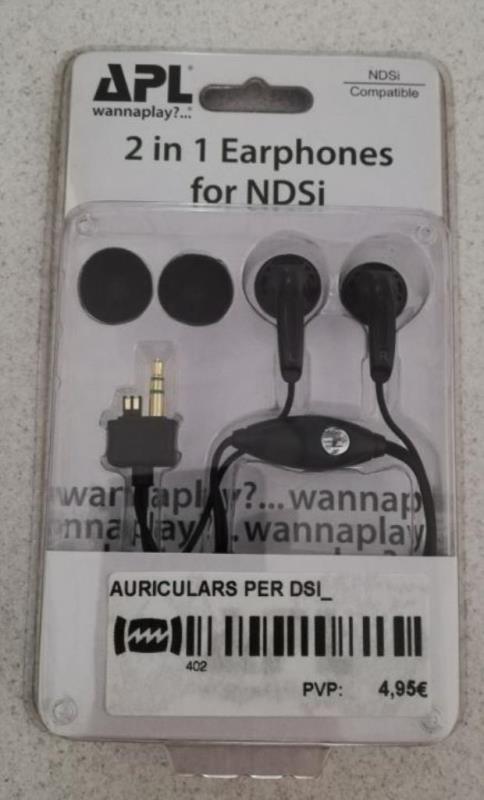 APL
wannaplay?...
NDSi
Compatible
2 in 1 Earphones
for NDSi
L
R
wannaplay?... wannap
nnaplay?... wannaplay
AURICULARS PER DSI_
402
PVP: 4,95€